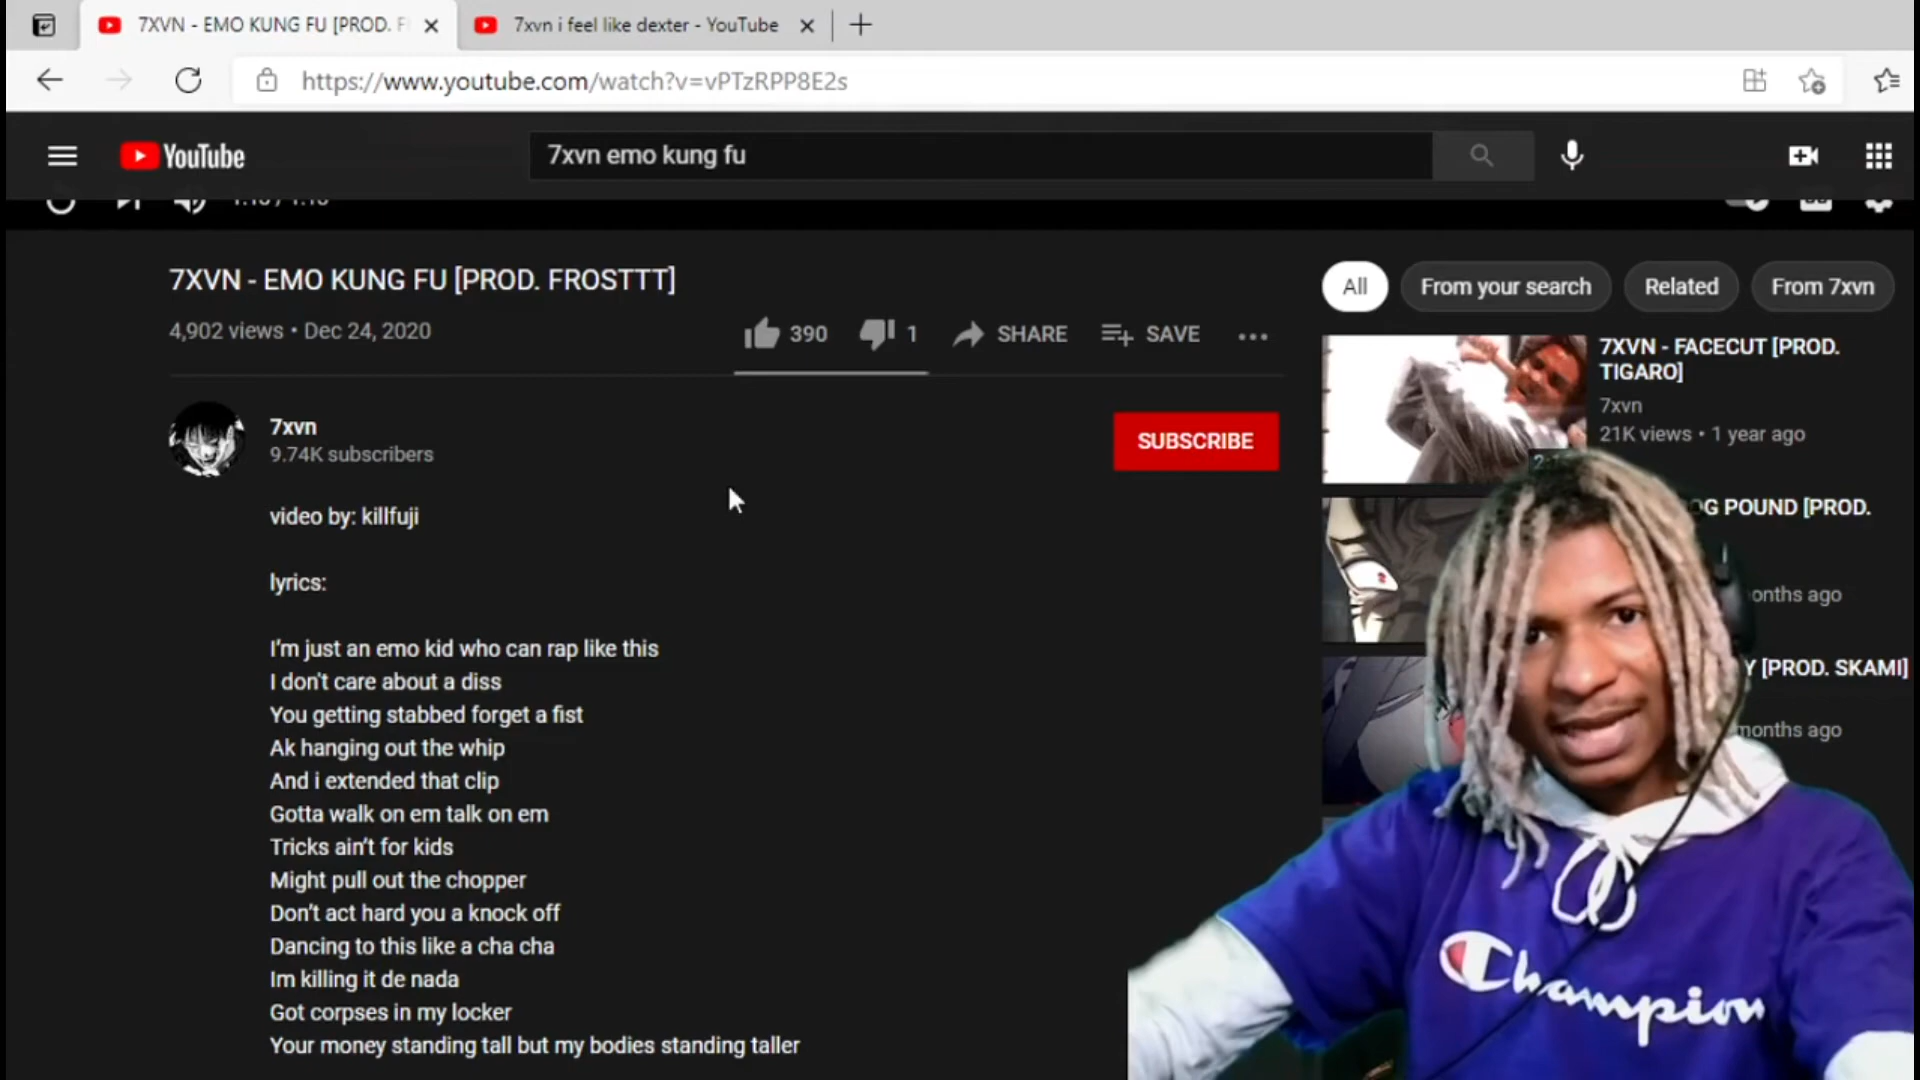 7XVN - EMO KUNG FU [PROD. F
7xvn i feel like dexter - YouTube
https://www.youtube.com/watch?v=vPTzRPP8E2s
YouTube
7xvn emo kung fu
7XVN - EMO KUNG FU [PROD. FROSTTT]
4,902 views • Dec 24, 2020
390
1
SHARE
SAVE
7xvn
9.74K subscribers
SUBSCRIBE
video by: killfuji
lyrics:
I'm just an emo kid who can rap like this
I don't care about a diss
You getting stabbed forget a fist
Ak hanging out the whip
And i extended that clip
Gotta walk on em talk on em
Tricks ain't for kids
Might pull out the chopper
Don't act hard you a knock off
Dancing to this like a cha cha
Im killing it de nada
Got corpses in my locker
Your money standing tall but my bodies standing taller
All
From your search
Related
From 7xvn
7XVN - FACECUT [PROD.
TIGARO]
7xvn
21K views • 1 year ago
POUND [PROD.
months ago
[PROD. SKAMI]
months ago
Champion